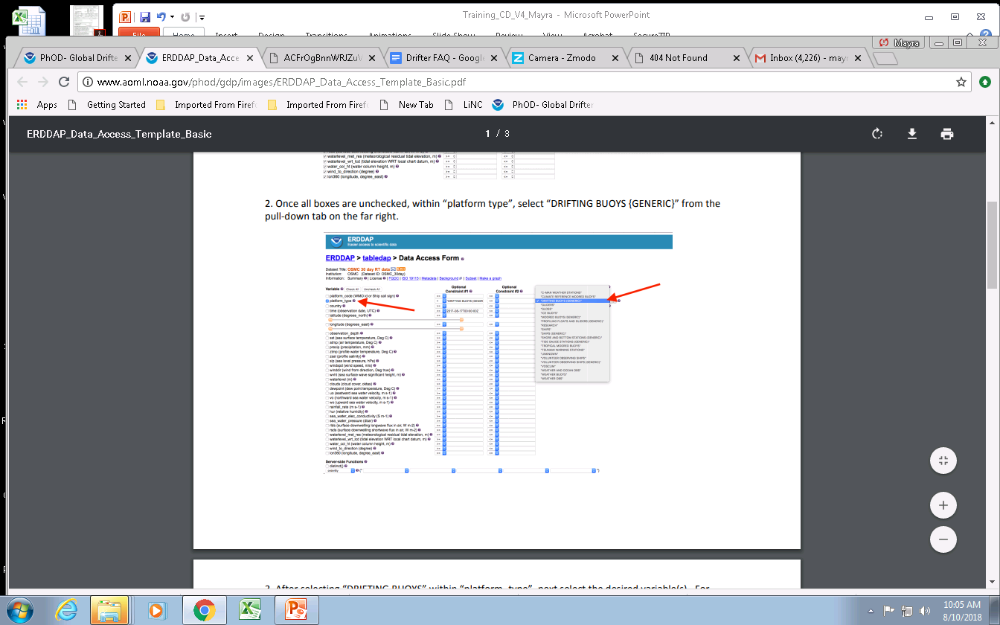 Training_CD_V4_Mayra - Microsoft PowerPoint
File Home Insert Design Transitions Animations Slide Show Review View Acrobat SecureZIP
Mayra
PhOD- Global Drifte
ERDDAP_Data_Acce
ACFrOgBnnWRJZuV
Drifter FAQ - Google
Camera - Zmodo
404 Not Found
Inbox (4,226) - may
www.aoml.noaa.gov/phod/gdp/images/ERDDAP_Data_Access_Template_Basic.pdf
Apps Getting Started Imported From Firefo Imported From Firefo New Tab LiNC PhOD- Global Drifter
ERDDAP_Data_Access_Template_Basic
1 / 3
waterlevel_met_res (meteorological residual tidal elevation, m)
waterlevel_wrt_lcd (tidal elevation WRT local chart datum, m)
water_col_ht (water column height, m)
wind_to_direction (degree)
lon360 (longitude, degree_east)
2. Once all boxes are unchecked, within “platform type”, select “DRIFTING BUOYS {GENERIC}” from the
pull-down tab on the far right.
ERDDAP
Easier access to scientific data
ERDDAP > tabledap > Data Access Form
Dataset Title: OSMC 30 day RT data
Institution: OSMC (Dataset ID: OSMC_30day)
Information: Summary | License | FGDC | ISO 19115 | Metadata | Background | Subset | Make a graph
Variable Check All Uncheck All
Optional
Constraint #1
Optional
Constraint #2
platform_code (WMO id or Ship call sign)
platform_type = "DRIFTING BUOYS (GENER
country
time (observation date, UTC) >= 2017-08-17T00:00:00Z
latitude (degrees_north)
longitude (degrees_east)
observation_depth
sst (sea surface temperature, Deg C)
atmp (air temperature, Deg C)
precip (precipitation, mm)
ztmp (profile water temperature, Deg C)
zsal (profile salinity)
slp (sea level pressure, hPa)
windspd (wind speed, m/s)
winddir (wind from direction, Deg true)
wvht (sea surface wave significant height, m)
waterlevel (m)
clouds (cloud cover, oktas)
dewpoint (dew point temperature, Deg C)
uo (eastward sea water velocity, m s-1)
vo (northward sea water velocity, m s-1)
wo (upward sea water velocity, m s-1)
rainfall_rate (m s-1)
hur (relative humidity)
sea_water_elec_conductivity (S m-1)
sea_water_pressure (dbar)
rlds (surface downwelling longwave flux in air, W m-2)
rsds (surface downwelling shortwave flux in air, W m-2)
waterlevel_met_res (meteorological residual tidal elevation, m)
waterlevel_wrt_lcd (tidal elevation WRT local chart datum, m)
water_col_ht (water column height, m)
wind_to_direction (degree)
lon360 (longitude, degree_east)
"C-MAN WEATHER STATIONS"
"CLIMATE REFERENCE MOORED BUOYS"
"DRIFTING BUOYS (GENERIC)"
"GLIDERS"
"GLOSS"
"ICE BUOYS"
"MOORED BUOYS (GENERIC)"
"PROFILING FLOATS AND GLIDERS (GENERIC)"
"RESEARCH"
"SHIPS"
"SHIPS (GENERIC)"
"SHORE AND BOTTOM STATIONS (GENERIC)"
"TIDE GAUGE STATIONS (GENERIC)"
"TROPICAL MOORED BUOYS"
"TSUNAMI WARNING STATIONS"
"UNKNOWN"
"VOLUNTEER OBSERVING SHIPS"
"VOLUNTEER OBSERVING SHIPS (GENERIC)"
"VOSCLIM"
"WEATHER AND OCEAN OBS"
"WEATHER BUOYS"
"WEATHER OBS"
Server-side Functions
distinct()
orderBy (" ")
3. After selecting “DRIFTING BUOYS” within “platform_type”, next select the desired variable(s). For
10:05 AM
8/10/2018